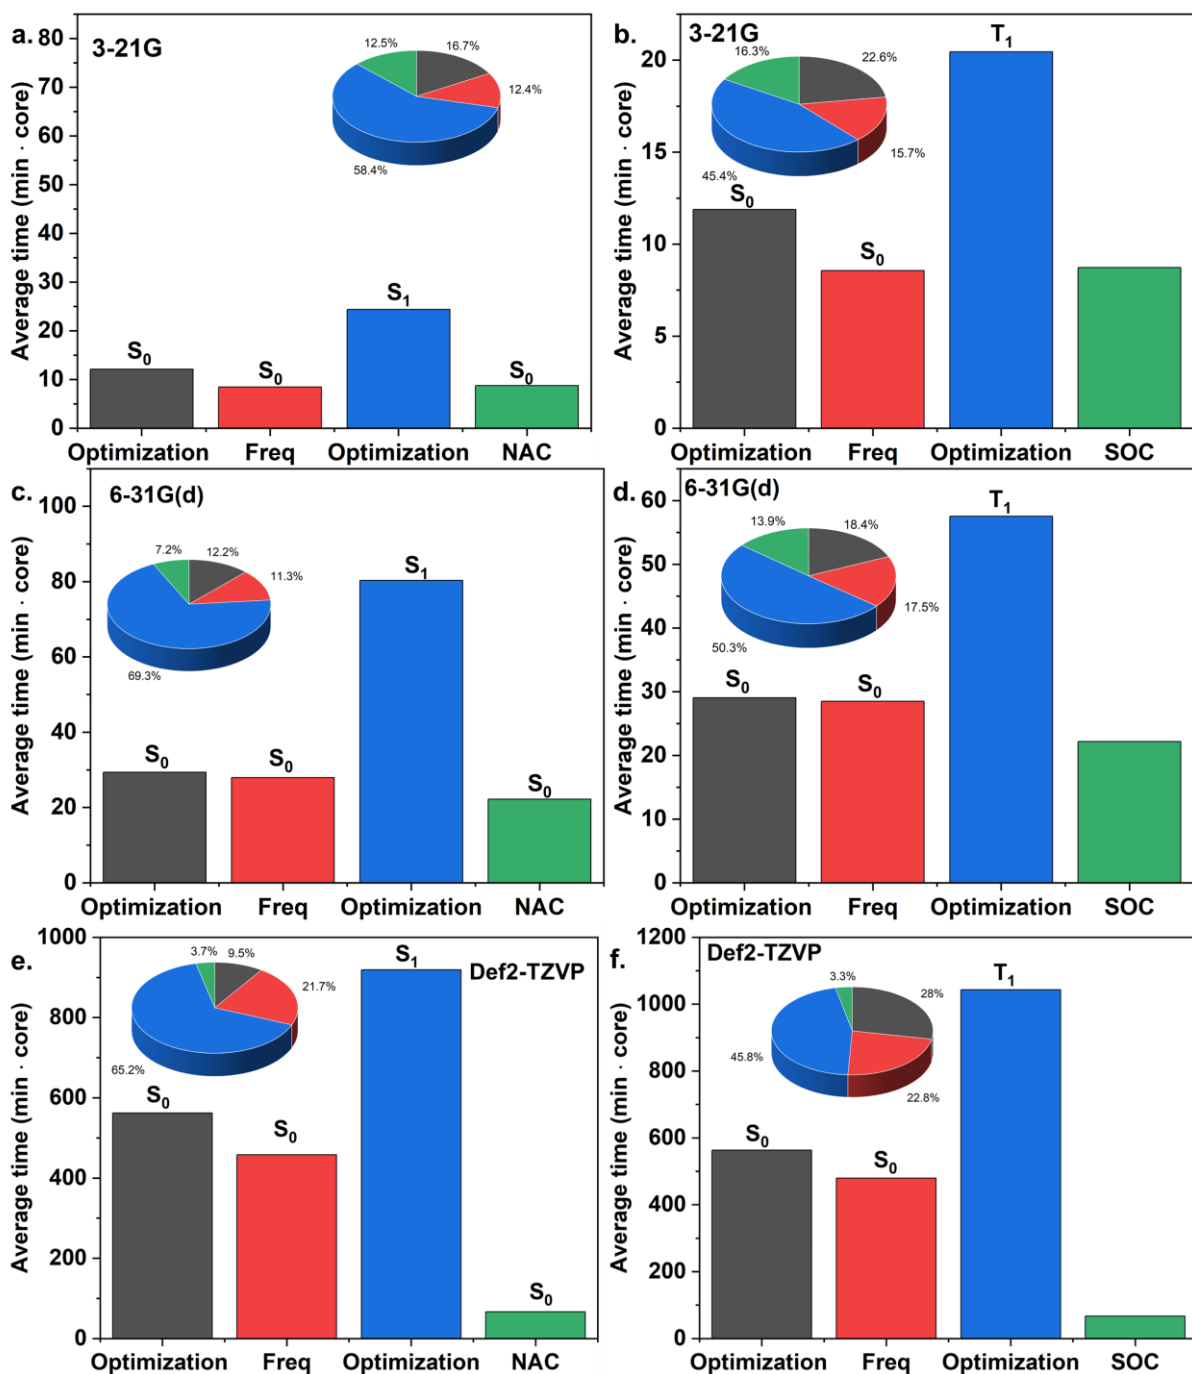 a.
3-21G
Average time (min · core)
80
70
60
50
40
30
20
10
0
12.5%
16.7%
12.4%
58.4%
S₀
S₀
S₁
S₀
Optimization
Freq
Optimization
NAC
b.
3-21G
Average time (min · core)
20
15
10
5
0
16.3%
22.6%
15.7%
45.4%
S₀
S₀
T₁
Optimization
Freq
Optimization
SOC
c.
6-31G(d)
Average time (min · core)
100
80
60
40
20
0
7.2%
12.2%
11.3%
69.3%
S₀
S₀
S₁
S₀
Optimization
Freq
Optimization
NAC
d.
6-31G(d)
Average time (min · core)
60
50
40
30
20
10
0
13.9%
18.4%
17.5%
50.3%
S₀
S₀
T₁
Optimization
Freq
Optimization
SOC
e.
Def2-TZVP
Average time (min · core)
1000
800
600
400
200
0
3.7%
9.5%
21.7%
65.2%
S₀
S₀
S₁
S₀
Optimization
Freq
Optimization
NAC
f.
Def2-TZVP
Average time (min · core)
1200
1000
800
600
400
200
0
3.3%
28%
22.8%
45.8%
S₀
S₀
T₁
Optimization
Freq
Optimization
SOC